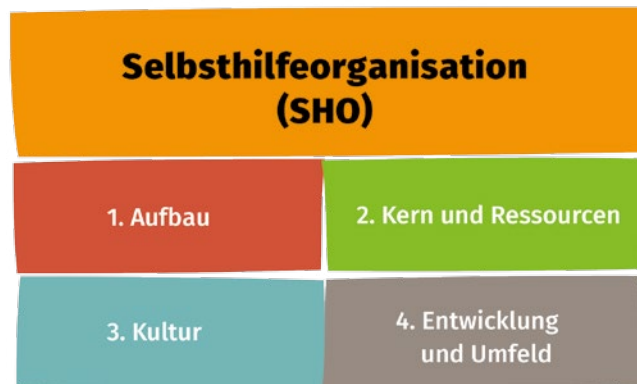 Selbsthilfeorganisation
(SHO)
1. Aufbau
2. Kern und Ressourcen
3. Kultur
4. Entwicklung
und Umfeld